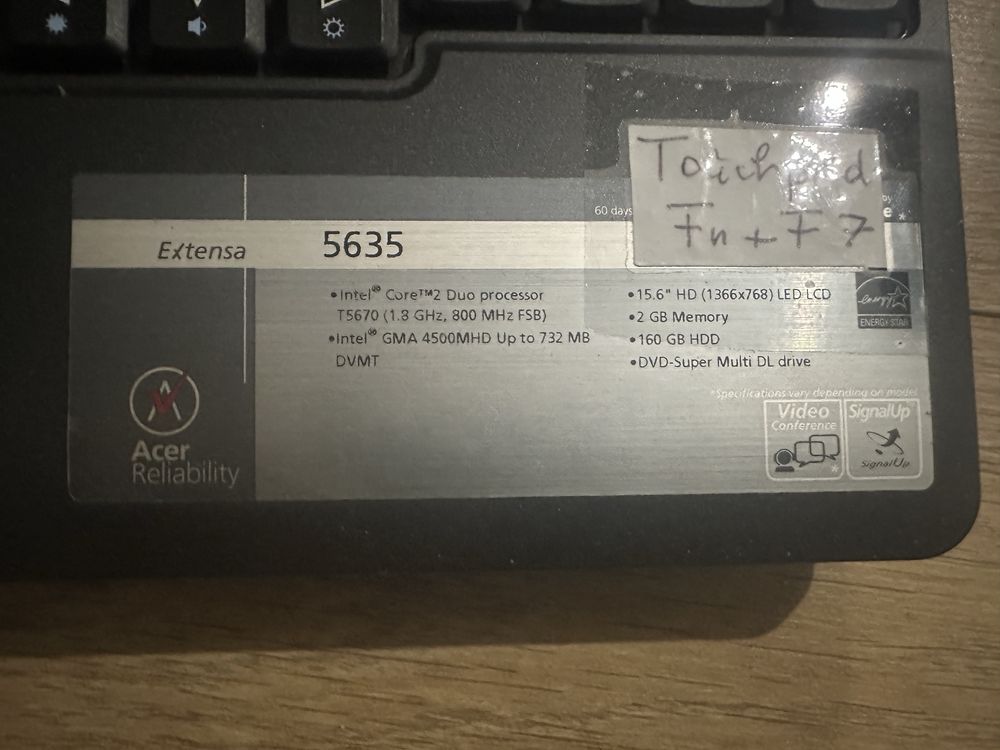 Touchpad
Fn + F7
60 days
by
e
Extensa
5635
•Intel® Core™2 Duo processor
T5670 (1.8 GHz, 800 MHz FSB)
•Intel® GMA 4500MHD Up to 732 MB
DVMT
•15.6" HD (1366x768) LED LCD
•2 GB Memory
•160 GB HDD
•DVD-Super Multi DL drive
ENERGY STAR
*Specifications vary depending on model
Video
Conference
*
SignalUp
SignalUp
Acer
Reliability